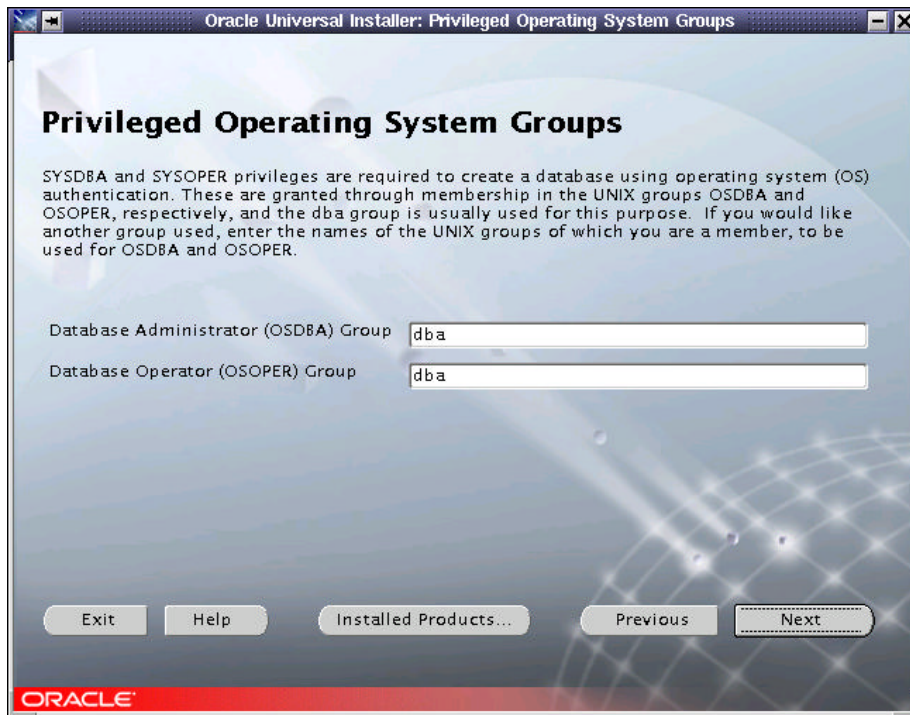 Oracle Universal Installer: Privileged Operating System Groups
Privileged Operating System Groups
SYSDBA and SYSOPER privileges are required to create a database using operating system (OS)
authentication. These are granted through membership in the UNIX groups OSDBA and
OSOPER, respectively, and the dba group is usually used for this purpose. If you would like
another group used, enter the names of the UNIX groups of which you are a member, to be
used for OSDBA and OSOPER.
Database Administrator (OSDBA) Group dba
Database Operator (OSOPER) Group dba
Exit Help Installed Products... Previous Next
ORACLE